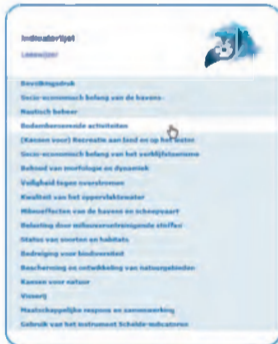 Indicatorlijst
Leeswijzer
Bevolkingsdruk
Socio-economisch belang van de havens
Nautisch beheer
Bodemberoerende activiteiten
(Kansen voor) Recreatie aan land en op het water
Socio-economisch belang van het verblijfstoerisme
Behoud van morfologie en dynamiek
Veiligheid tegen overstromen
Kwaliteit van het oppervlaktewater
Milieueffecten van de havens en scheepvaart
Belasting door milieuverontreinigende stoffen
Status van soorten en habitats
Bedreiging voor biodiversiteit
Bescherming en ontwikkeling van natuurgebieden
Kansen voor natuur
Visserij
Maatschappelijke respons en samenwerking
Gebruik van het instrument Schelde-indicatoren